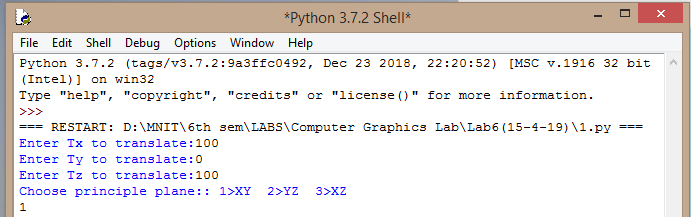 *Python 3.7.2 Shell*
File Edit Shell Debug Options Window Help
Python 3.7.2 (tags/v3.7.2:9a3ffc0492, Dec 23 2018, 22:20:52) [MSC v.1916 32 bit
(Intel)] on win32
Type "help", "copyright", "credits" or "license()" for more information.
>>>
=== RESTART: D:\MNIT\6th sem\LABS\Computer Graphics Lab\Lab6(15-4-19)\1.py ===
Enter Tx to translate:100
Enter Ty to translate:0
Enter Tz to translate:100
Choose principle plane:: 1>XY  2>YZ  3>XZ
1